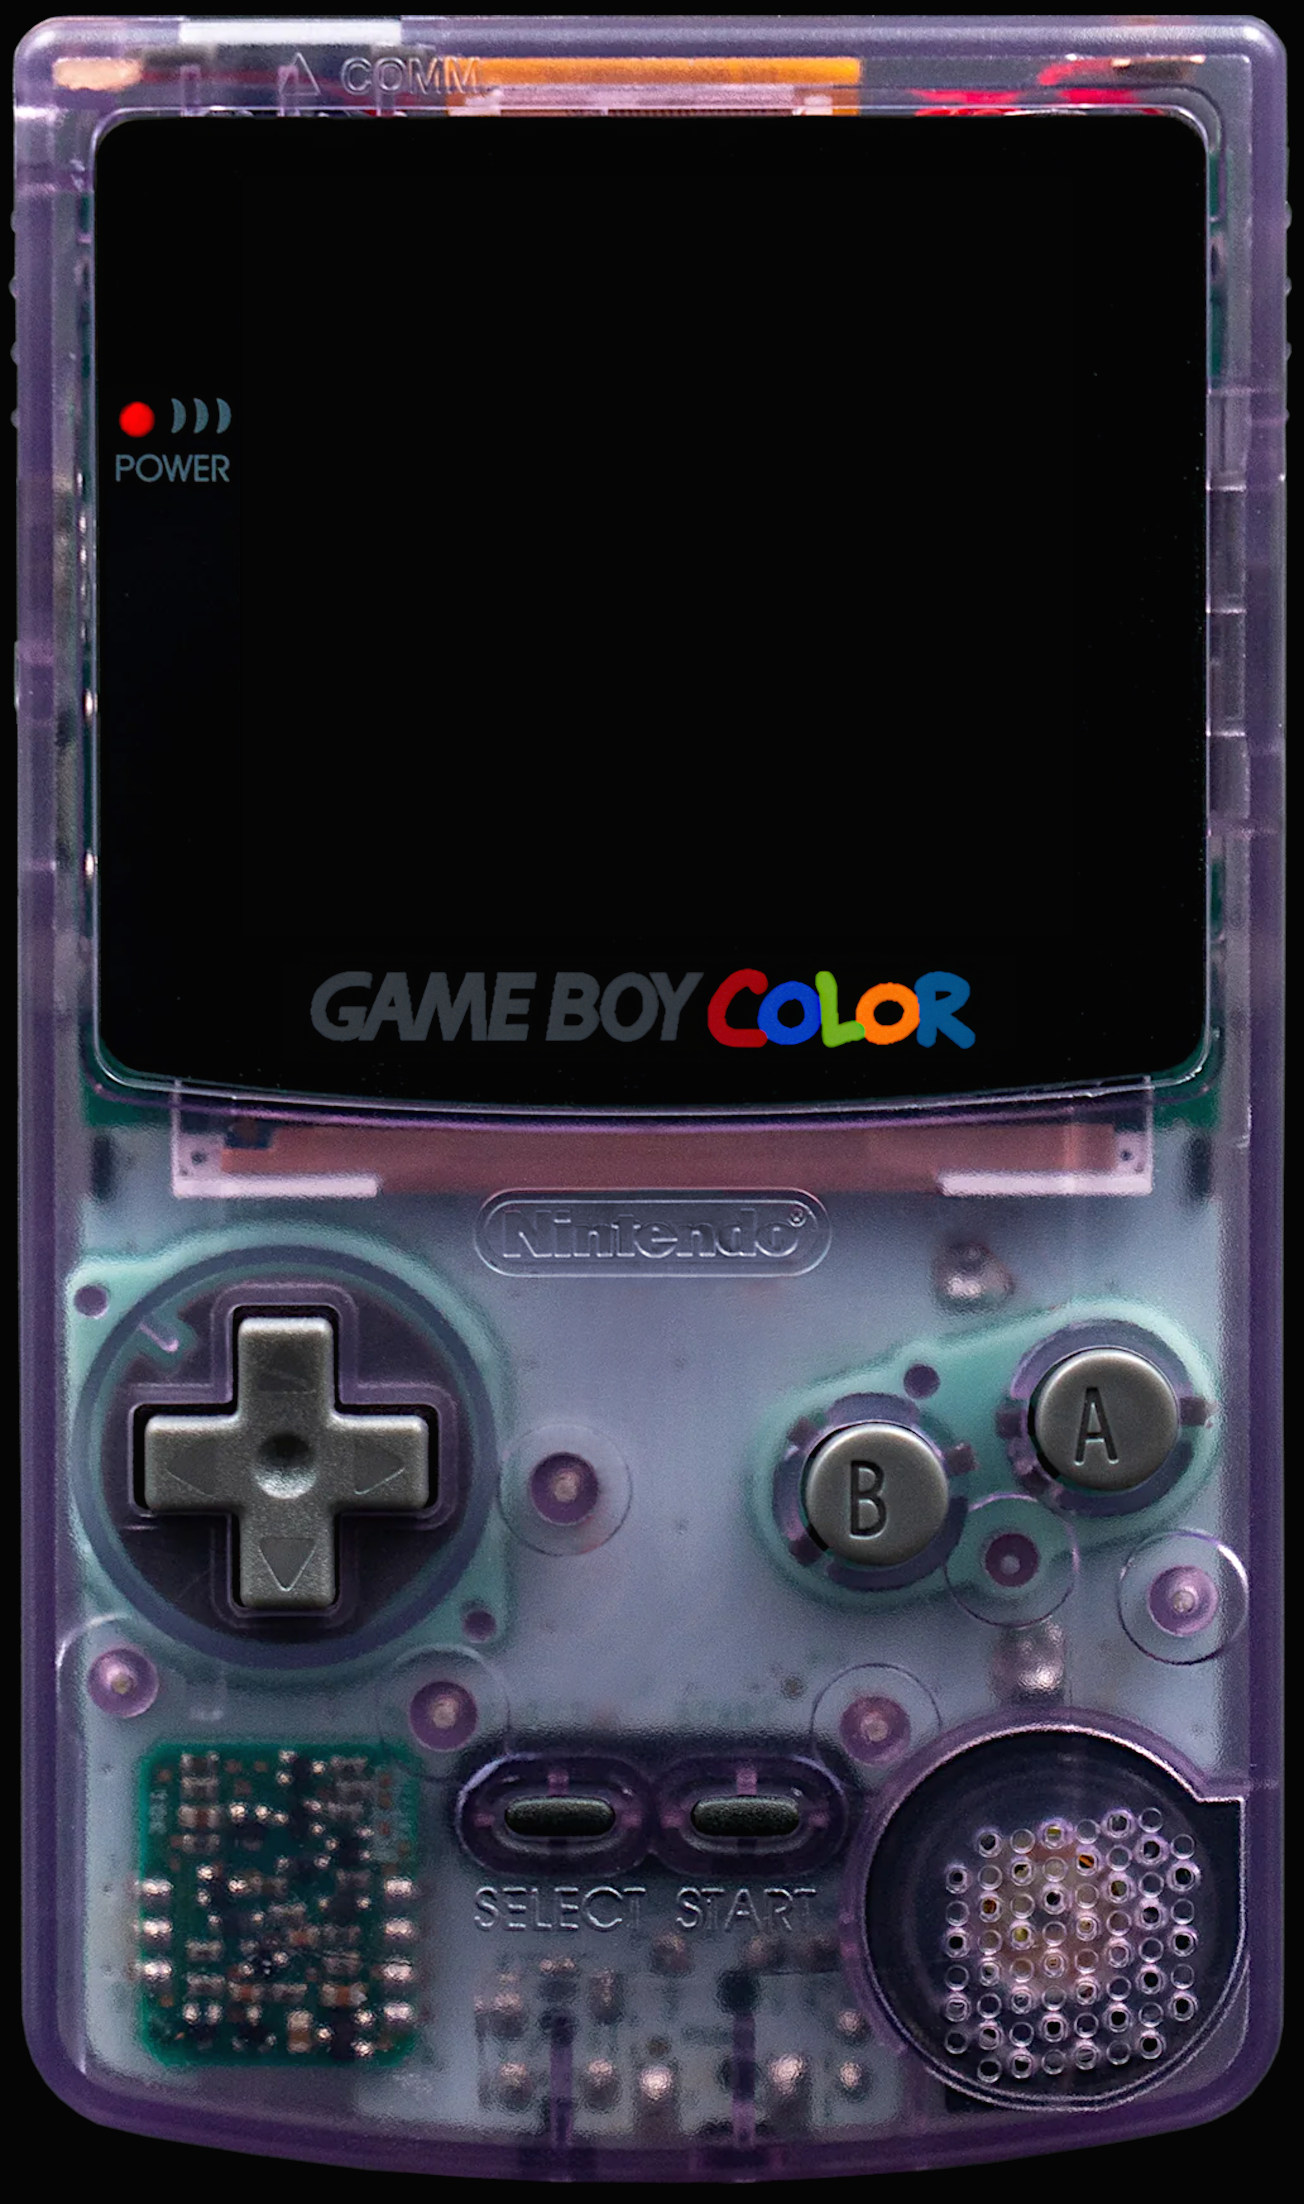 △ COMM.
POWER
GAME BOY COLOR
Nintendo®
A
B
SELECT START